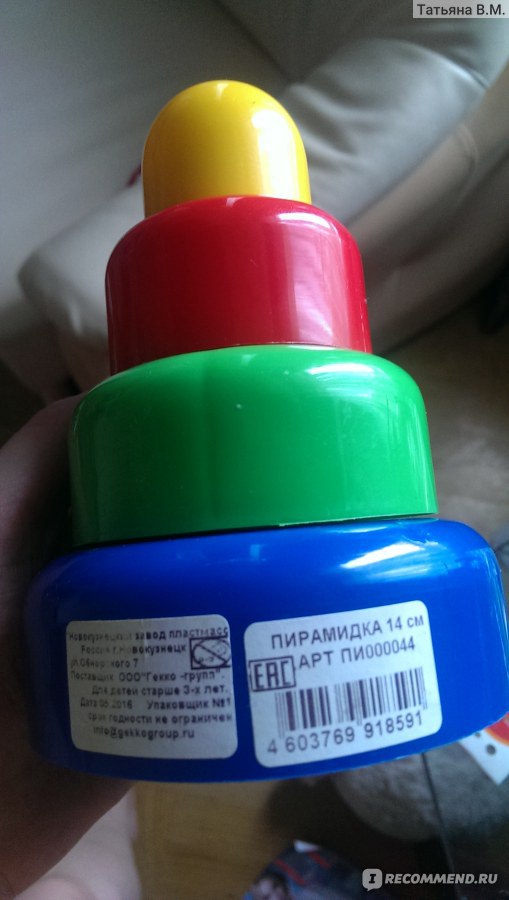 Татьяна В.М.
"Новокузнецкий завод пластмасс
Россия г.Новокузнецк
ул.Обнорского 7
Поставщик ООО"Гекко -групп".
Для детей старше 3-х лет.
Дата 05.2016 Упаковщик №1
срок годности не ограничен
info@gekkogroup.ru
ПИРАМИДКА 14 см
EAC АРТ ПИ000044
4 603769 918591
IRECOMMEND.RU